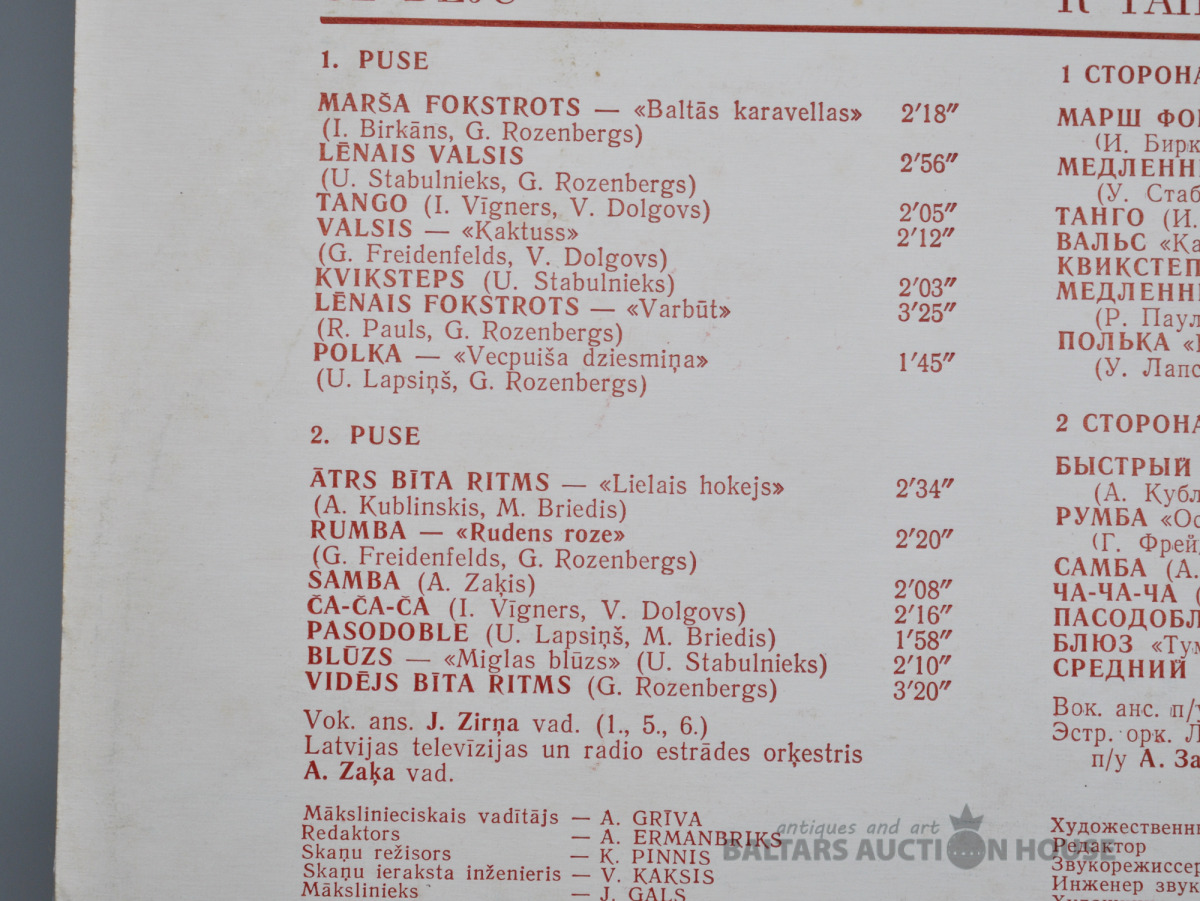 1. PUSE
MARŠA FOKSTROTS — «Baltās karavellas» 2′18″
(I. Birkāns, G. Rozenbergs)
LĒNAIS VALSIS 2′56″
(U. Stabulnieks, G. Rozenbergs)
TANGO (I. Vīgners, V. Dolgovs) 2′05″
VALSIS — «Kaktuss» 2′12″
(G. Freidenfelds, V. Dolgovs)
KVIKSTEPS (U. Stabulnieks) 2′03″
LĒNAIS FOKSTROTS — «Varbūt» 3′25″
(R. Pauls, G. Rozenbergs)
POLKA — «Vecpuiša dziesmiņa» 1′45″
(U. Lapsiņš, G. Rozenbergs)
2. PUSE
ĀTRS BĪTA RITMS — «Lielais hokejs» 2′34″
(A. Kublinskis, M. Briedis)
RUMBA — «Rudens roze» 2′20″
(G. Freidenfelds, G. Rozenbergs)
SAMBA (A. Zaķis) 2′08″
ČA-ČA-ČA (I. Vīgners, V. Dolgovs) 2′16″
PASODOBLE (U. Lapsiņš, M. Briedis) 1′58″
BLŪZS — «Miglas blūzs» (U. Stabulnieks) 2′10″
VIDĒJS BĪTA RITMS (G. Rozenbergs) 3′20″
Vok. ans. J. Zirņa vad. (1., 5., 6.)
Latvijas televīzijas un radio estrādes orķestris
A. Zaķa vad.
Mākslinieciskais vadītājs — A. GRĪVA
Redaktors — A. ERMANBRIKS
Skaņu režisors — K. PINNIS
Skaņu ieraksta inženieris — V. KAKSIS
Mākslinieks — J. GALS
1 СТОРОНА
МАРШ ФО
(И. Бирк
МЕДЛЕНН
(У. Стаб
ТАНГО (И.
ВАЛЬС «Ка
КВИКСТЕП
МЕДЛЕНН
(Р. Паул
ПОЛЬКА «
(У. Лапс
2 СТОРОНА
БЫСТРЫЙ
(А. Кубл
РУМБА «Ос
(Г. Фрей
САМБА (А.
ЧА-ЧА-ЧА (
ПАСОДОБЛ
БЛЮЗ «Тум
СРЕДНИЙ
Вок. анс. п/у
Эстр. орк. Л
п/у А. За
Художественн
Редактор
Звукорежиссер
Инженер звук
antiques and art
BALTARS AUCTION HOUSE